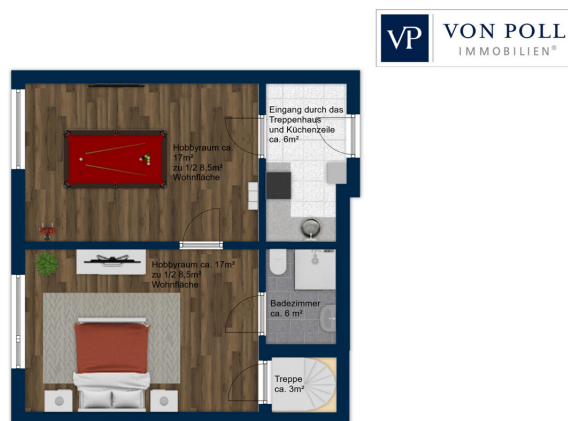 VP
VON POLL
IMMOBILIEN®
Eingang durch das
Treppenhaus
und Küchenzeile
ca. 6m²
Hobbyraum ca.
17m²
zu 1/2 8,5m²
Wohnfläche
Hobbyraum ca. 17m²
zu 1/2 8,5m²
Wohnfläche
Badezimmer
ca. 6 m²
Treppe
ca. 3m²